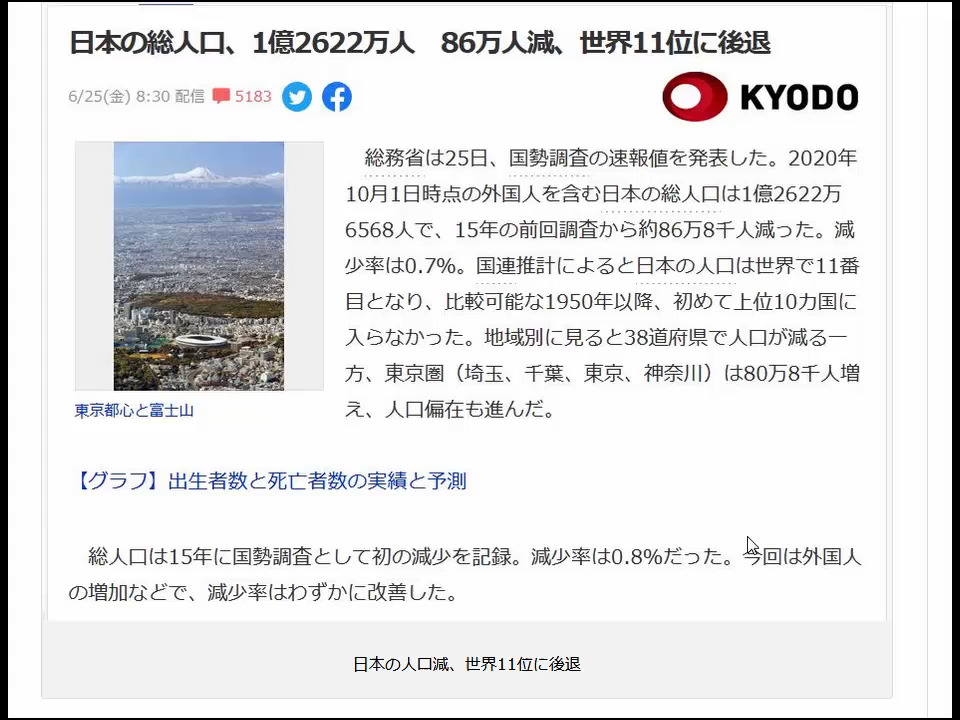 日本の総人口、1億2622万人　86万人減、世界11位に後退
6/25(金) 8:30 配信 5183
KYODO
総務省は25日、国勢調査の速報値を発表した。2020年
10月1日時点の外国人を含む日本の総人口は1億2622万
6568人で、15年の前回調査から約86万8千人減った。減
少率は0.7%。国連推計によると日本の人口は世界で11番
目となり、比較可能な1950年以降、初めて上位10カ国に
入らなかった。地域別に見ると38道府県で人口が減る一
方、東京圏（埼玉、千葉、東京、神奈川）は80万8千人増
え、人口偏在も進んだ。
東京都心と富士山
【グラフ】出生者数と死亡者数の実績と予測
総人口は15年に国勢調査として初の減少を記録。減少率は0.8%だった。今回は外国人
の増加などで、減少率はわずかに改善した。
日本の人口減、世界11位に後退